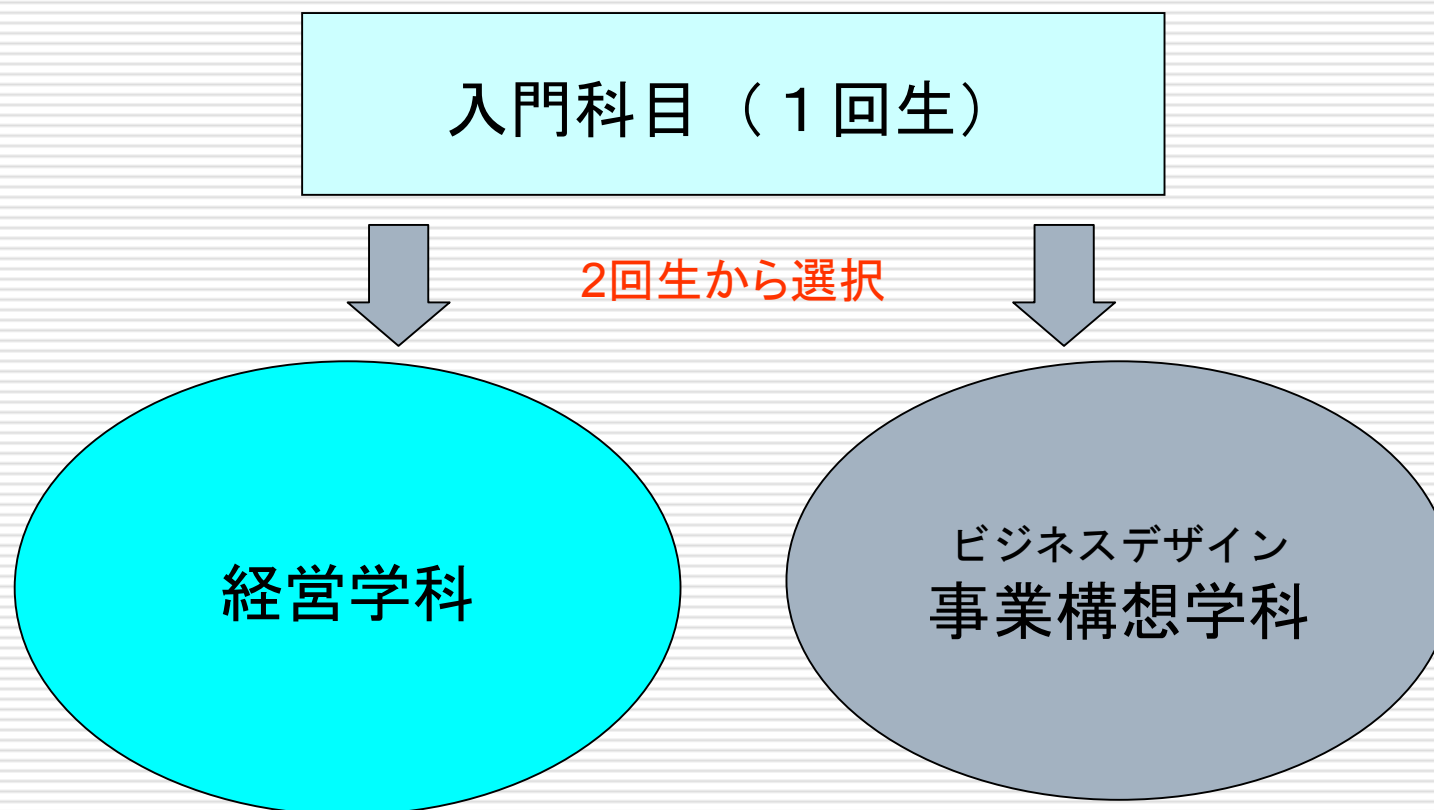 入門科目（１回生）
2回生から選択
経営学科
ビジネスデザイン
事業構想学科